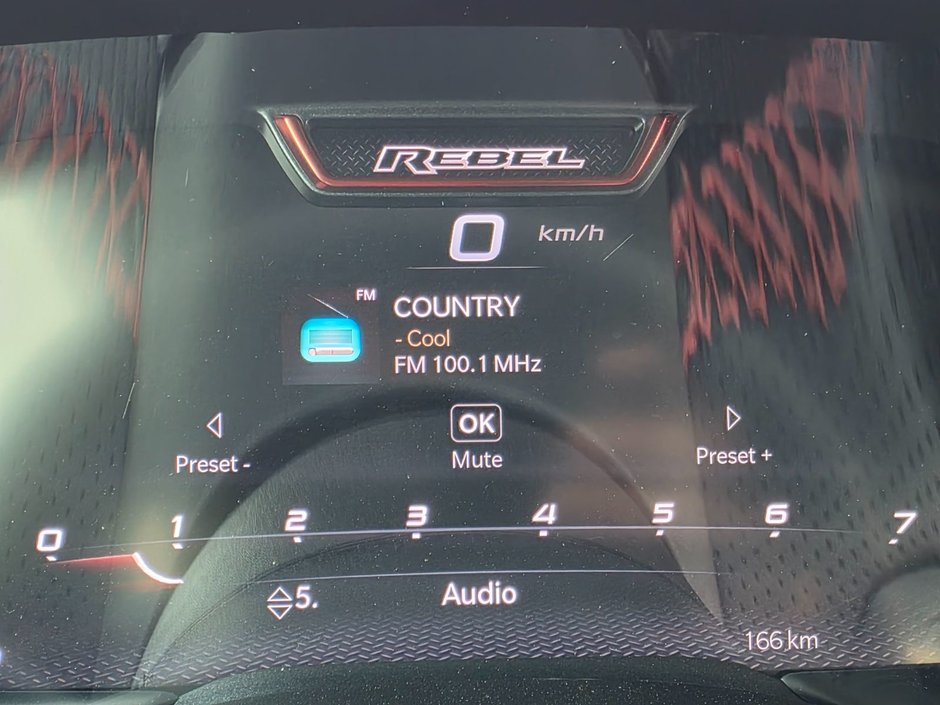 REBEL
0 km/h
FM
COUNTRY
- Cool
FM 100.1 MHz
OK
Preset -
Mute
Preset +
0 1 2 3 4 5 6 7
5.
Audio
166 km